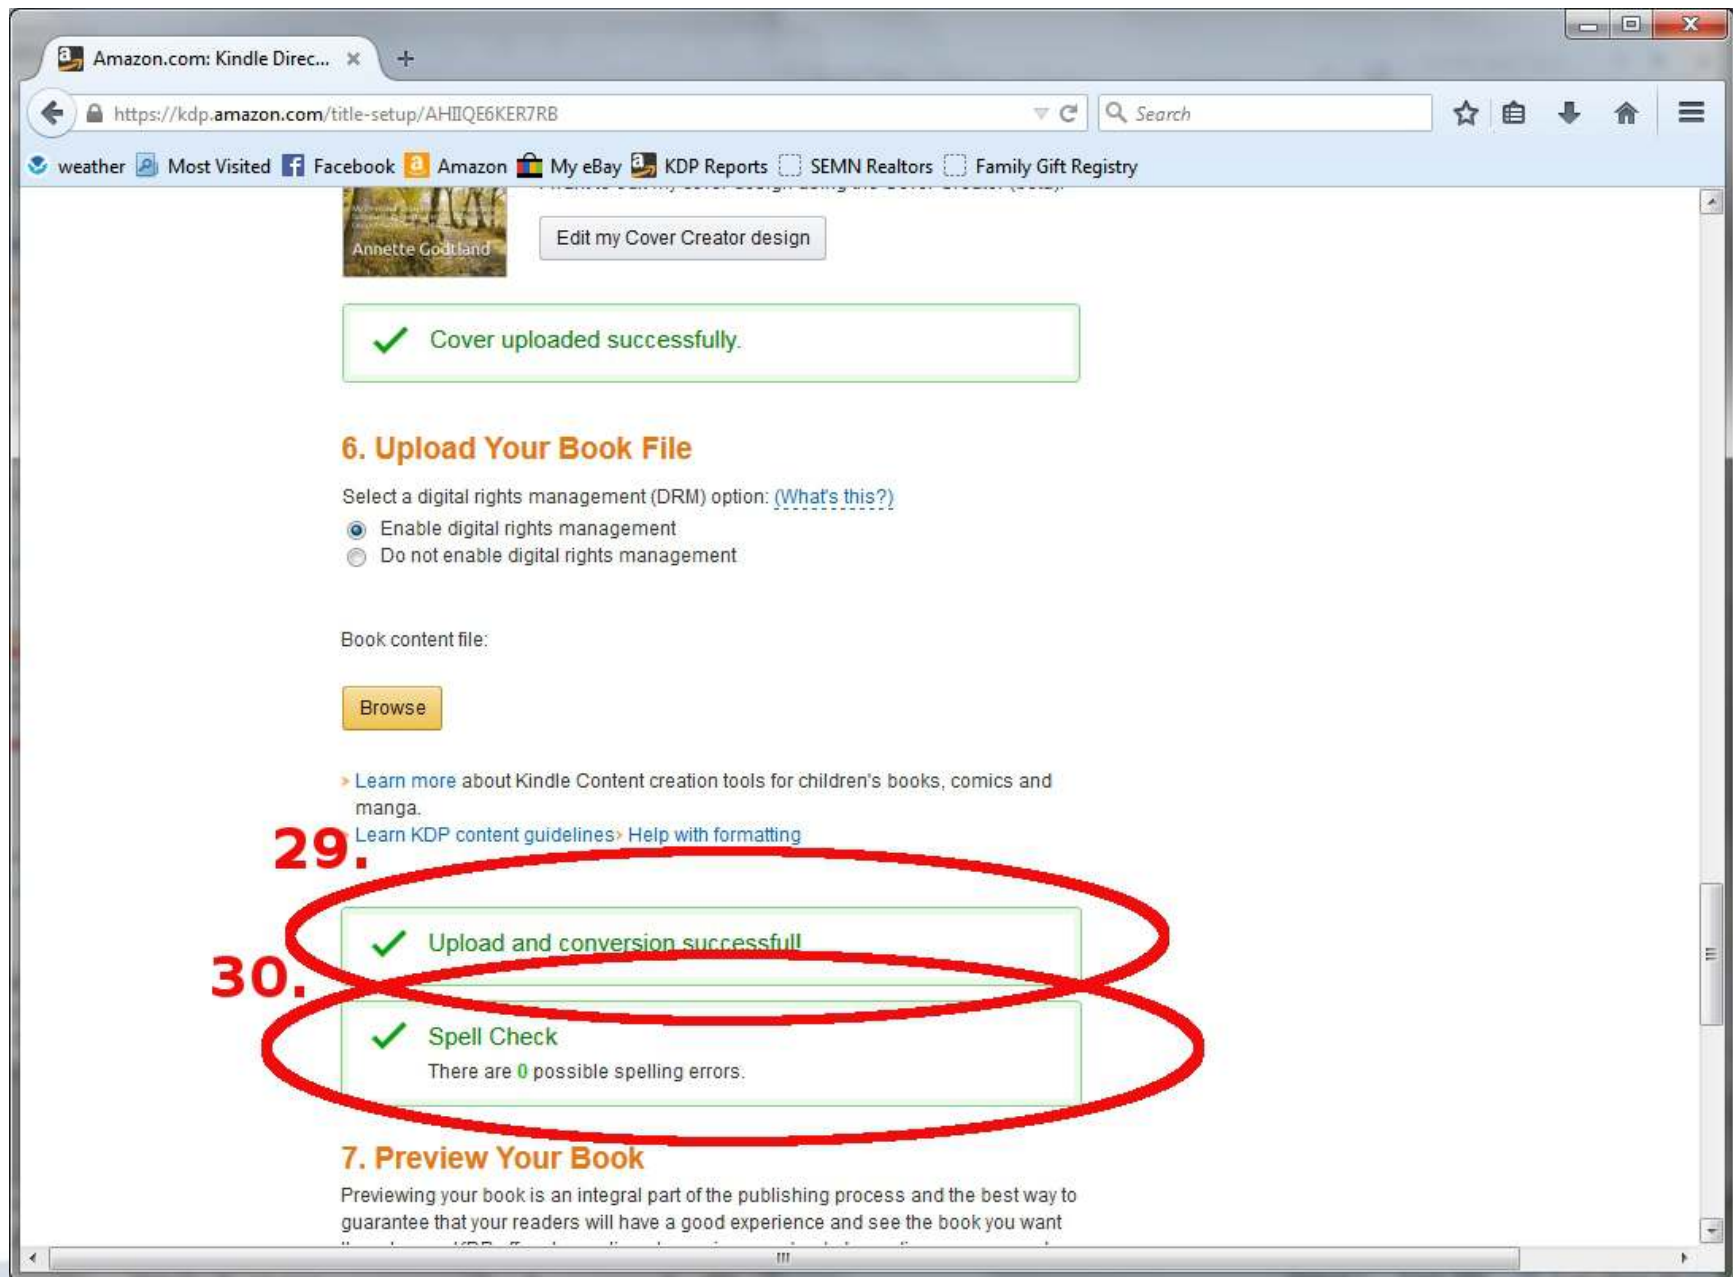 Amazon.com: Kindle Direc...
https://kdp.amazon.com/title-setup/AHIIQE6KER7RB
Search
weather Most Visited Facebook Amazon My eBay KDP Reports SEMN Realtors Family Gift Registry
Annette Godtland
Edit my Cover Creator design
Cover uploaded successfully.
6. Upload Your Book File
Select a digital rights management (DRM) option: (What's this?)
Enable digital rights management
Do not enable digital rights management
Book content file:
Browse
› Learn more about Kindle Content creation tools for children's books, comics and
manga.
› Learn KDP content guidelines› Help with formatting
29.
Upload and conversion successful!
30.
Spell Check
There are 0 possible spelling errors.
7. Preview Your Book
Previewing your book is an integral part of the publishing process and the best way to
guarantee that your readers will have a good experience and see the book you want